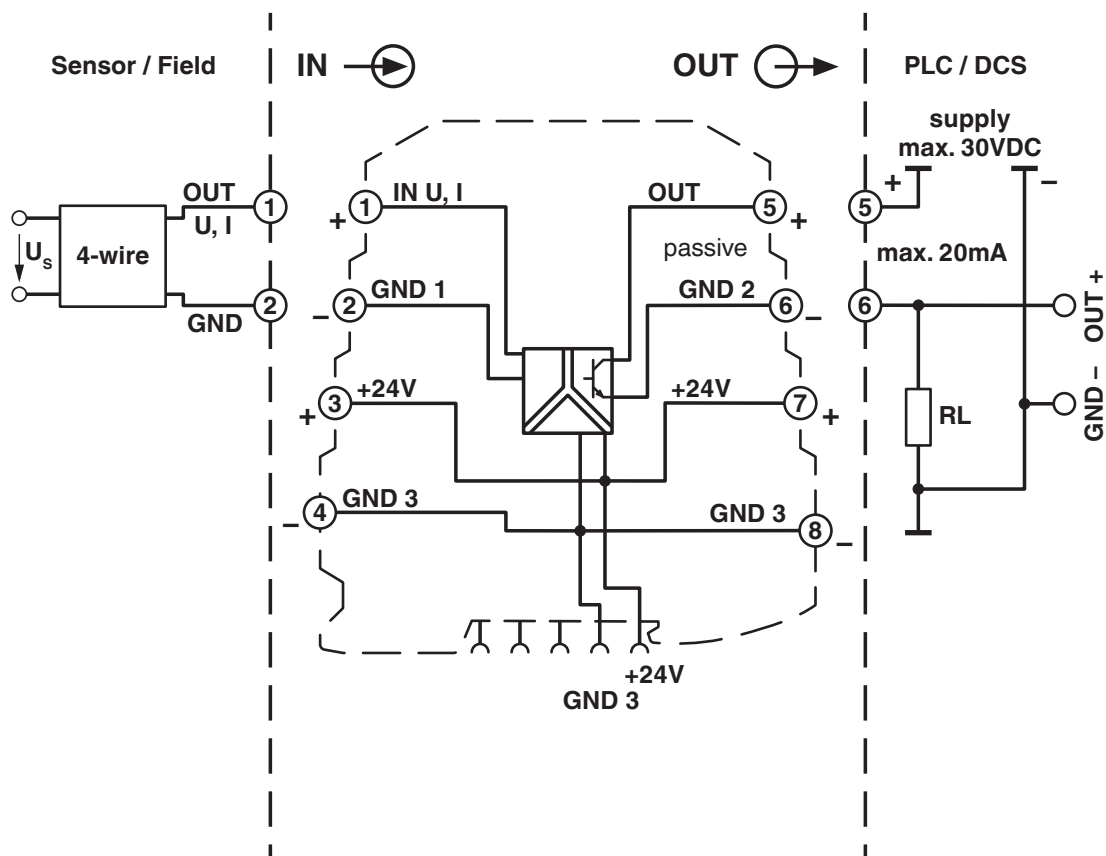 Sensor / Field
IN
OUT
PLC / DCS
supply
max. 30VDC
+
−
OUT
U, I
1
4-wire
Us
GND
2
1
+
IN U, I
OUT
5
+
passive
2
−
GND 1
GND 2
6
−
5
max. 20mA
6
OUT +
GND −
RL
3
+
+24V
+24V
7
+
4
−
GND 3
GND 3
8
−
+24V
GND 3